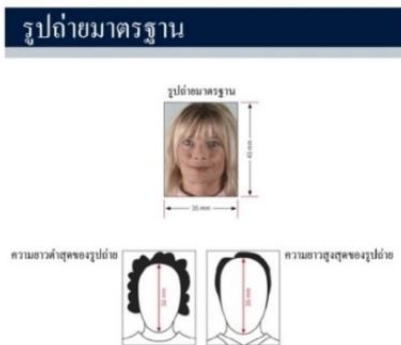 รูปถ่ายมาตรฐาน
รูปถ่ายมาตรฐาน
45 mm
35 mm
ความยาวต่ำสุดของรูปถ่าย
ความยาวสูงสุดของรูปถ่าย